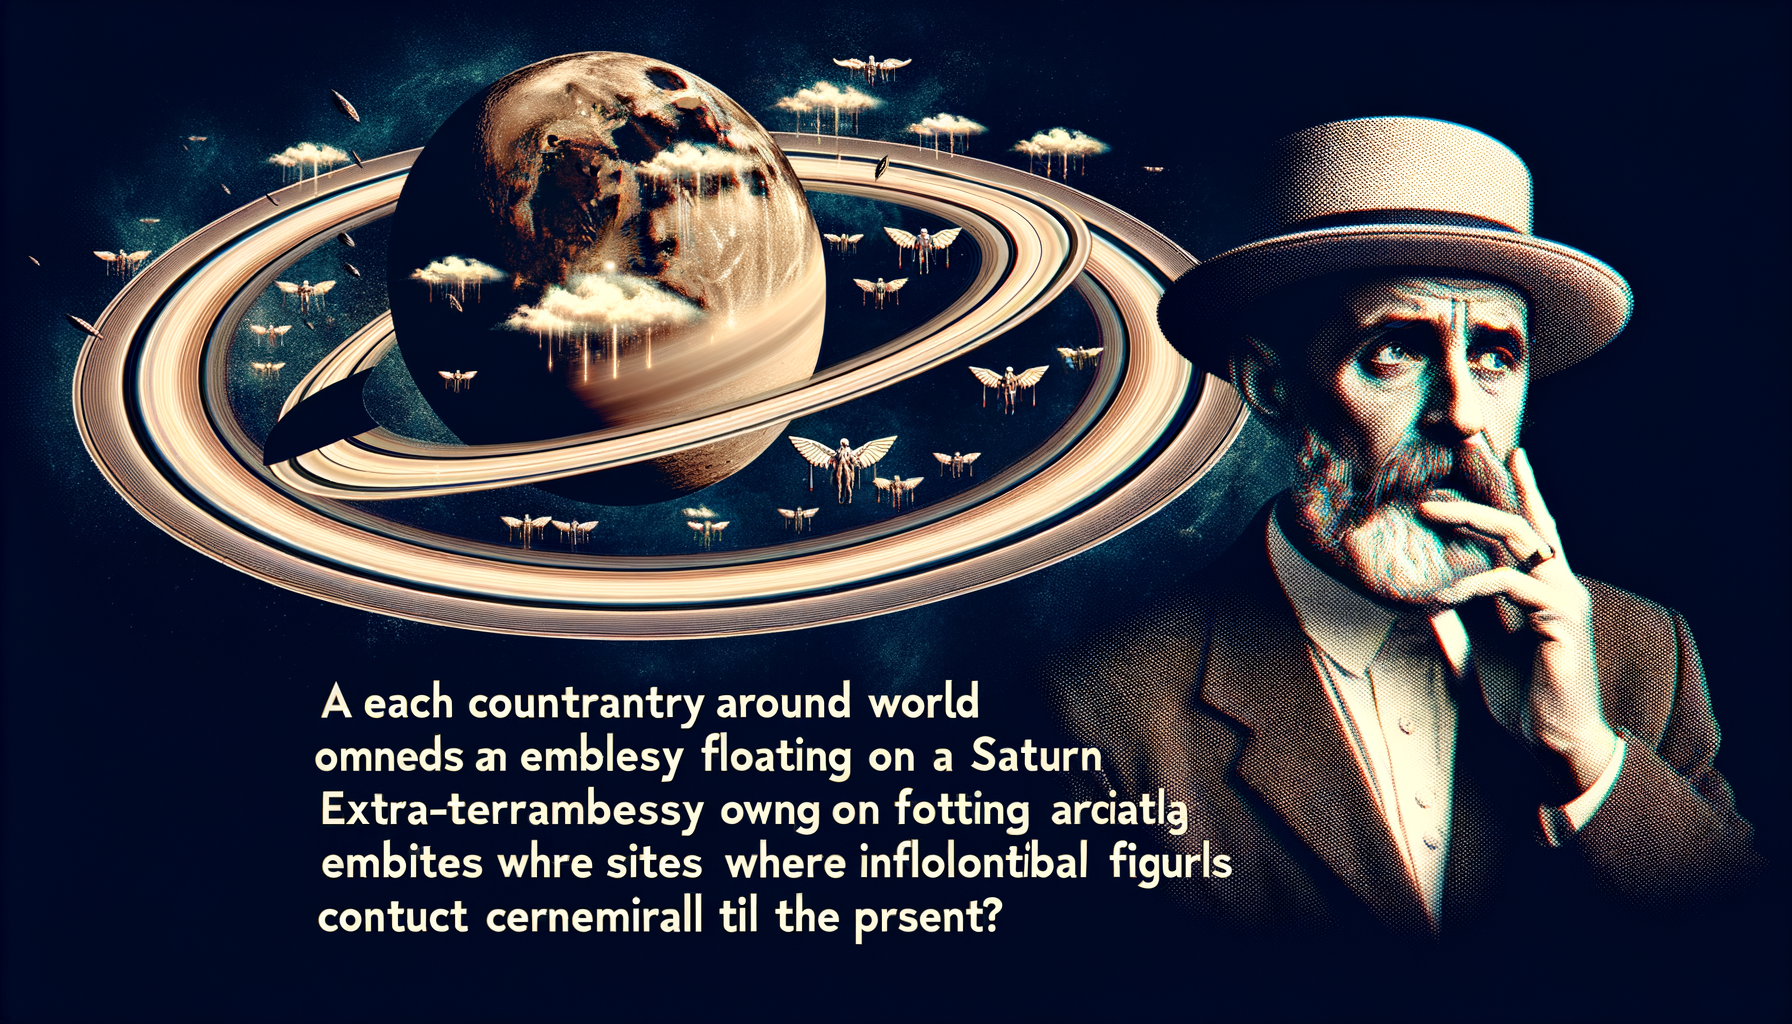 A each countrantry around world
omneds an emblesy floating on a Saturn
Extra-terrambessy owng on fotting arciatla
embites whre sites where inflolontibal figurls
contuct cernemirall til the prsent?